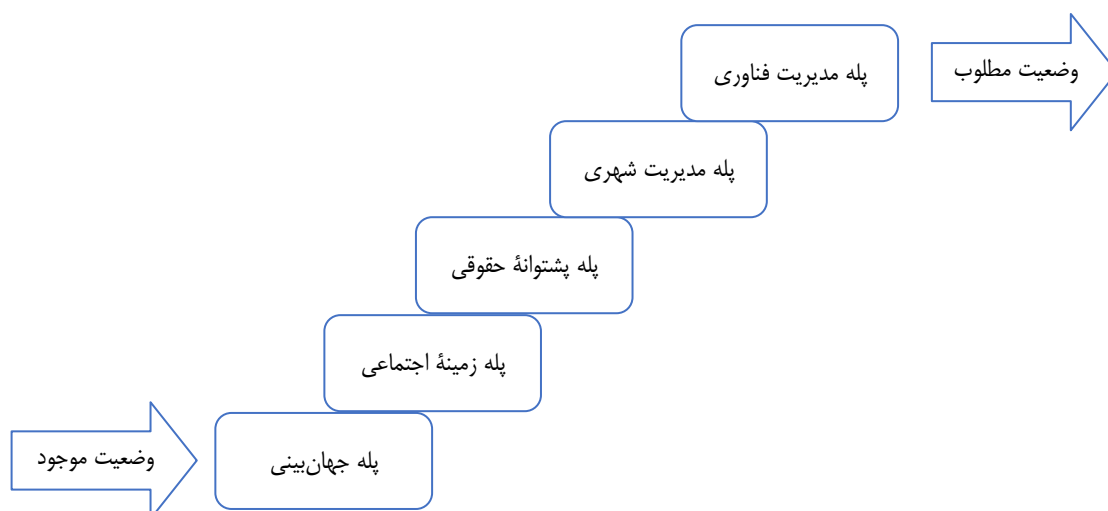 پله مدیریت فناوری
وضعیت مطلوب
پله مدیریت شهری
پله پشتوانهٔ حقوقی
پله زمینهٔ اجتماعی
پله جهان‌بینی
وضعیت موجود